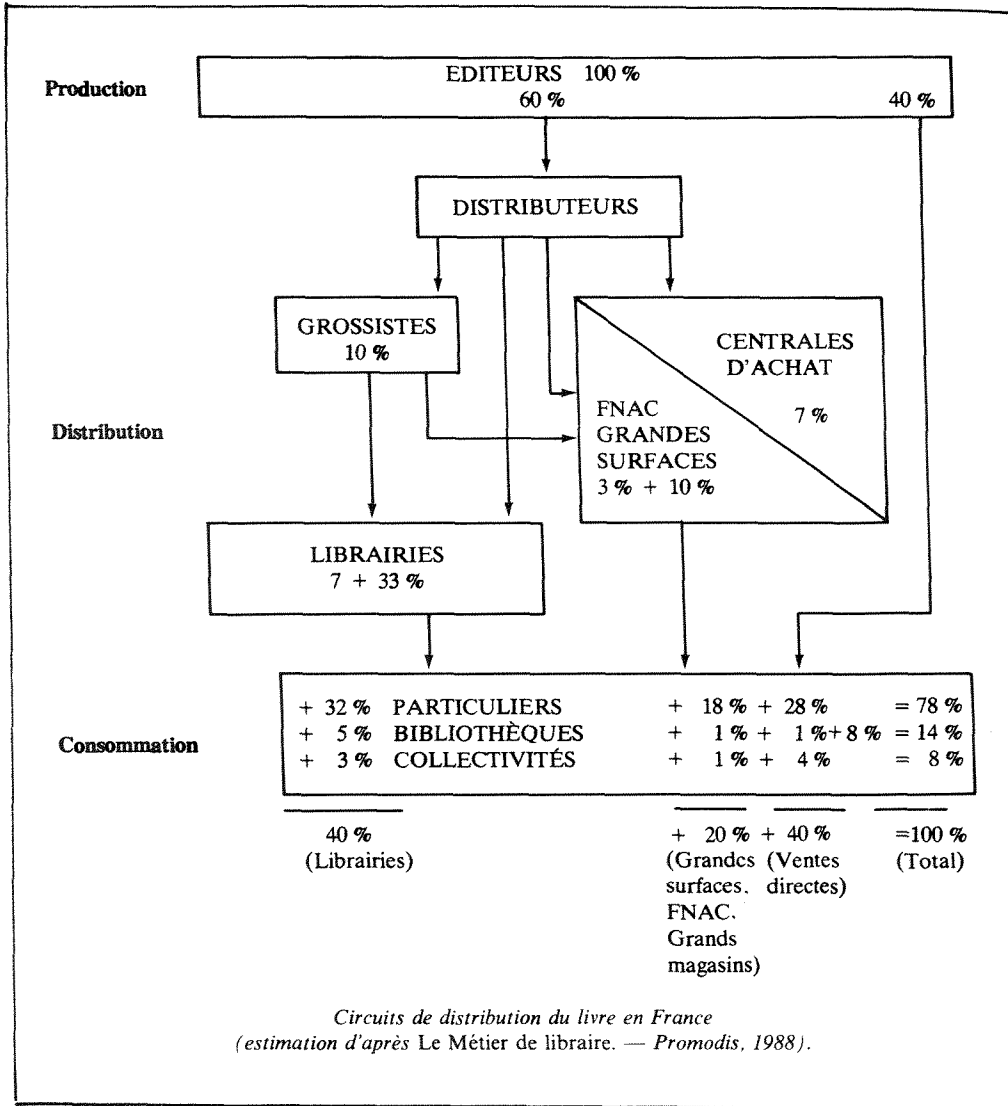 Production
EDITEURS 100 %
60 % 40 %
DISTRIBUTEURS
GROSSISTES
10 %
CENTRALES
D'ACHAT
7 %
Distribution
FNAC
GRANDES
SURFACES
3 % + 10 %
LIBRAIRIES
7 + 33 %
Consommation
+ 32 % PARTICULIERS + 18 % + 28 % = 78 %
+ 5 % BIBLIOTHÈQUES + 1 % + 1 % + 8 % = 14 %
+ 3 % COLLECTIVITÉS + 1 % + 4 % = 8 %
40 % + 20 % + 40 % =100 %
(Librairies) (Grandes (Ventes (Total)
surfaces, directes)
FNAC,
Grands
magasins)
Circuits de distribution du livre en France
(estimation d'après Le Métier de libraire. — Promodis, 1988).